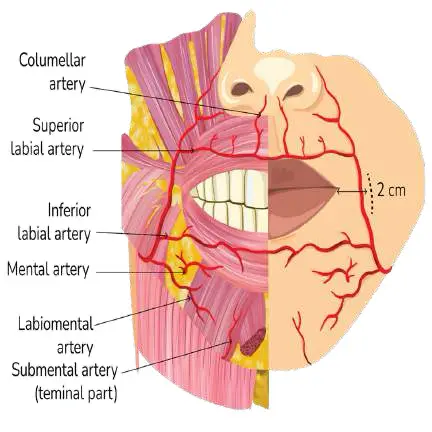 Columellar
artery
Superior
labial artery
2 cm
Inferior
labial artery
Mental artery
Labiomental
artery
Submental artery
(teminal part)